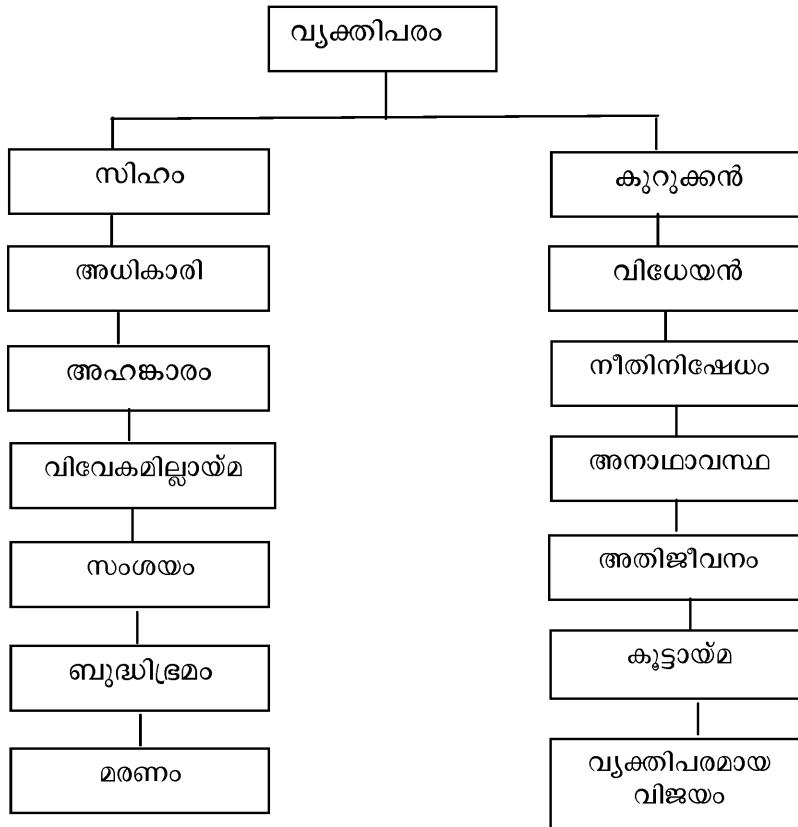 വ്യക്തിപരം
സിഹം
അധികാരി
അഹങ്കാരം
വിവേകമില്ലായ്മ
സംശയം
ബുദ്ധിഭ്രമം
മരണം
കുറുക്കൻ
വിധേയൻ
നീതിനിഷേധം
അനാഥാവസ്ഥ
അതിജീവനം
കൂട്ടായ്മ
വ്യക്തിപരമായ
വിജയം